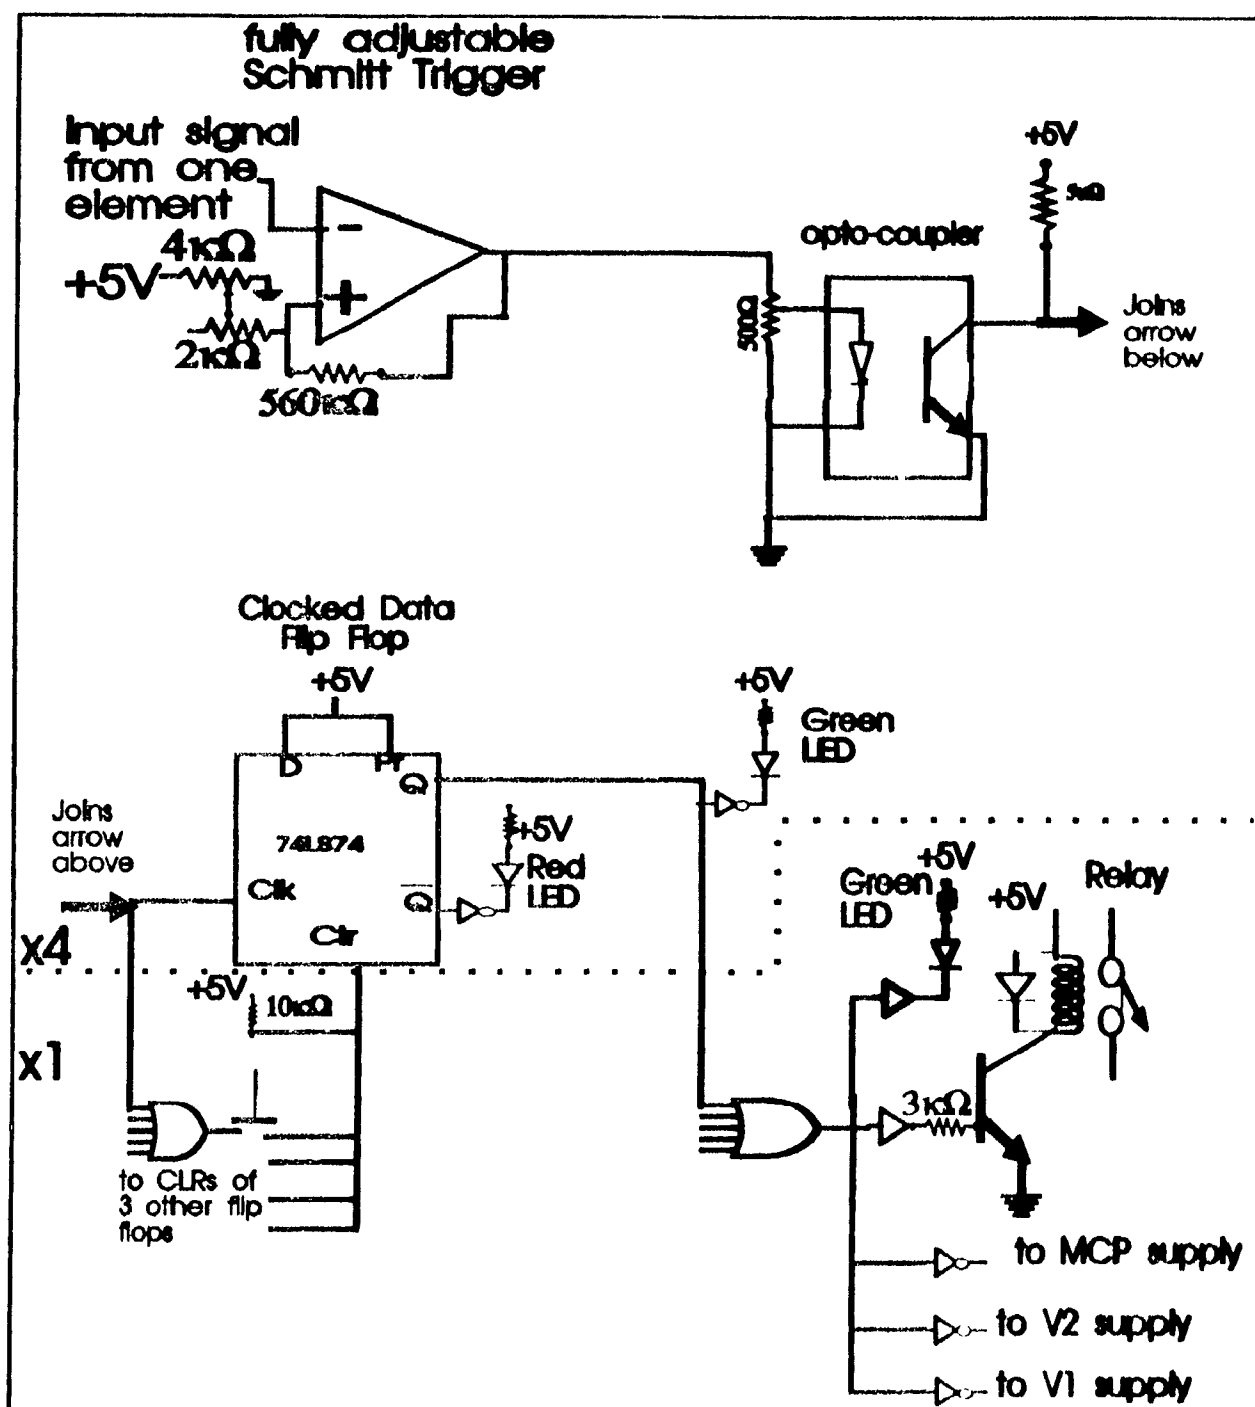 fully adjustable
Schmitt Trigger
Input signal
from one
element
4KΩ
+5V
2KΩ
560KΩ
500Ω
opto-coupler
+5V
Joins
arrow
below
Clocked Data
Flip Flop
+5V
D
Pr
Q
74LS74
Clk
Q
Clr
Joins
arrow
above
+5V
Red
LED
+5V
Green
LED
x4
x1
+5V
10KΩ
to CLRs of
3 other flip
flops
+5V
Green
LED
+5V
Relay
3KΩ
to MCP supply
to V2 supply
to V1 supply